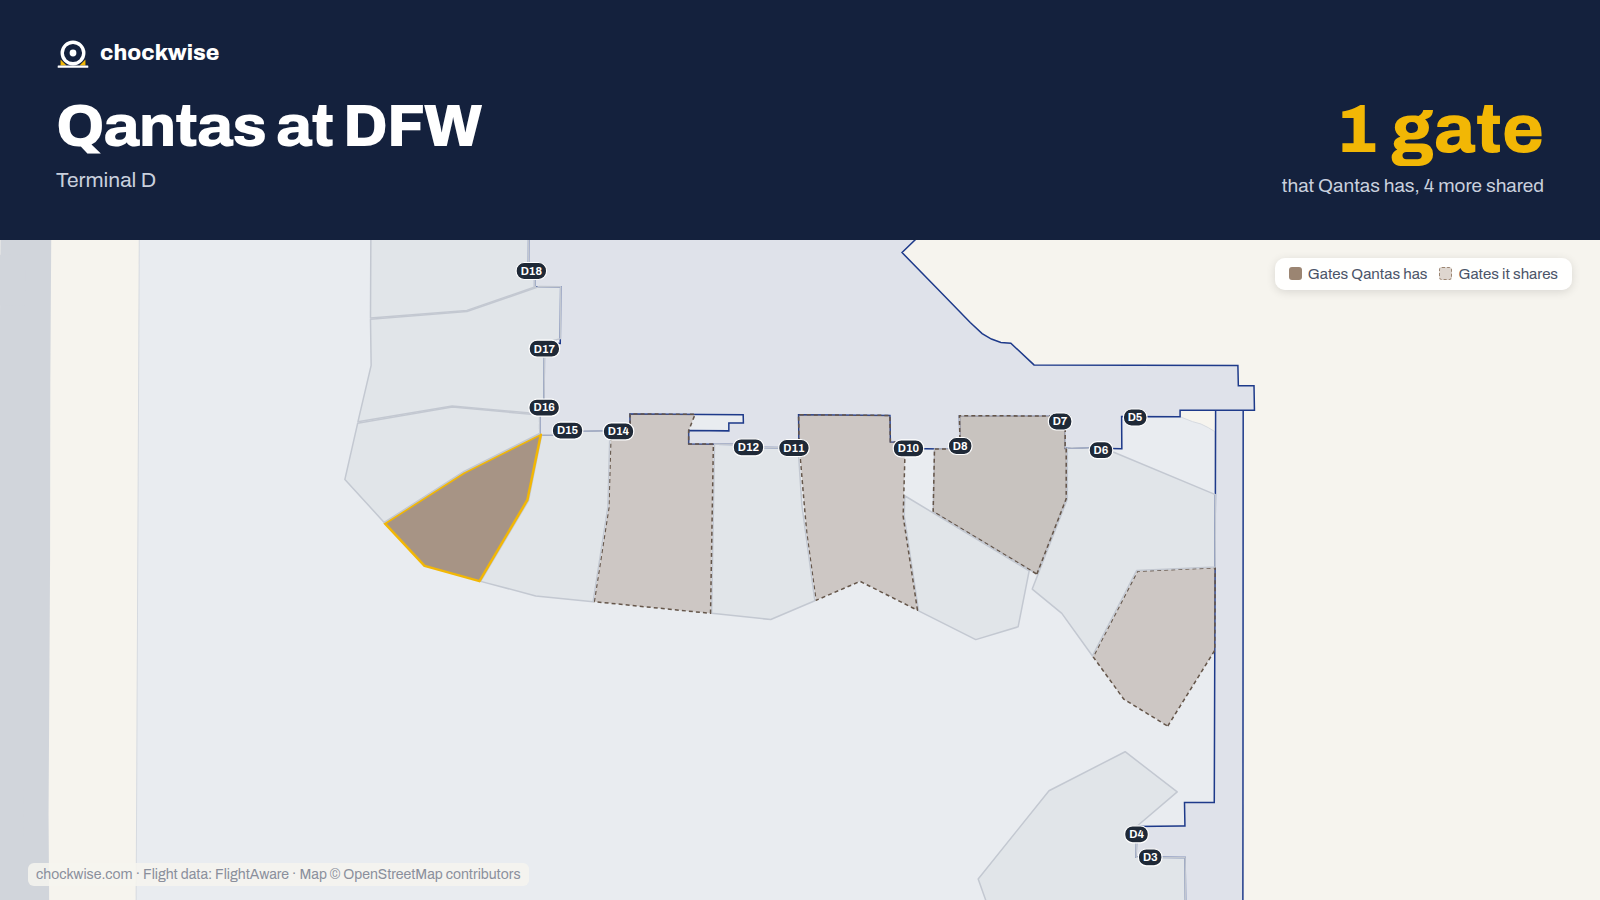 chockwise
Qantas at DFW
Terminal D
1 gate
that Qantas has, 4 more shared
Gates Qantas has
Gates it shares
D18
D17
D16
D15
D14
D12
D11
D10
D8
D7
D6
D5
D4
D3
chockwise.com · Flight data: FlightAware · Map © OpenStreetMap contributors